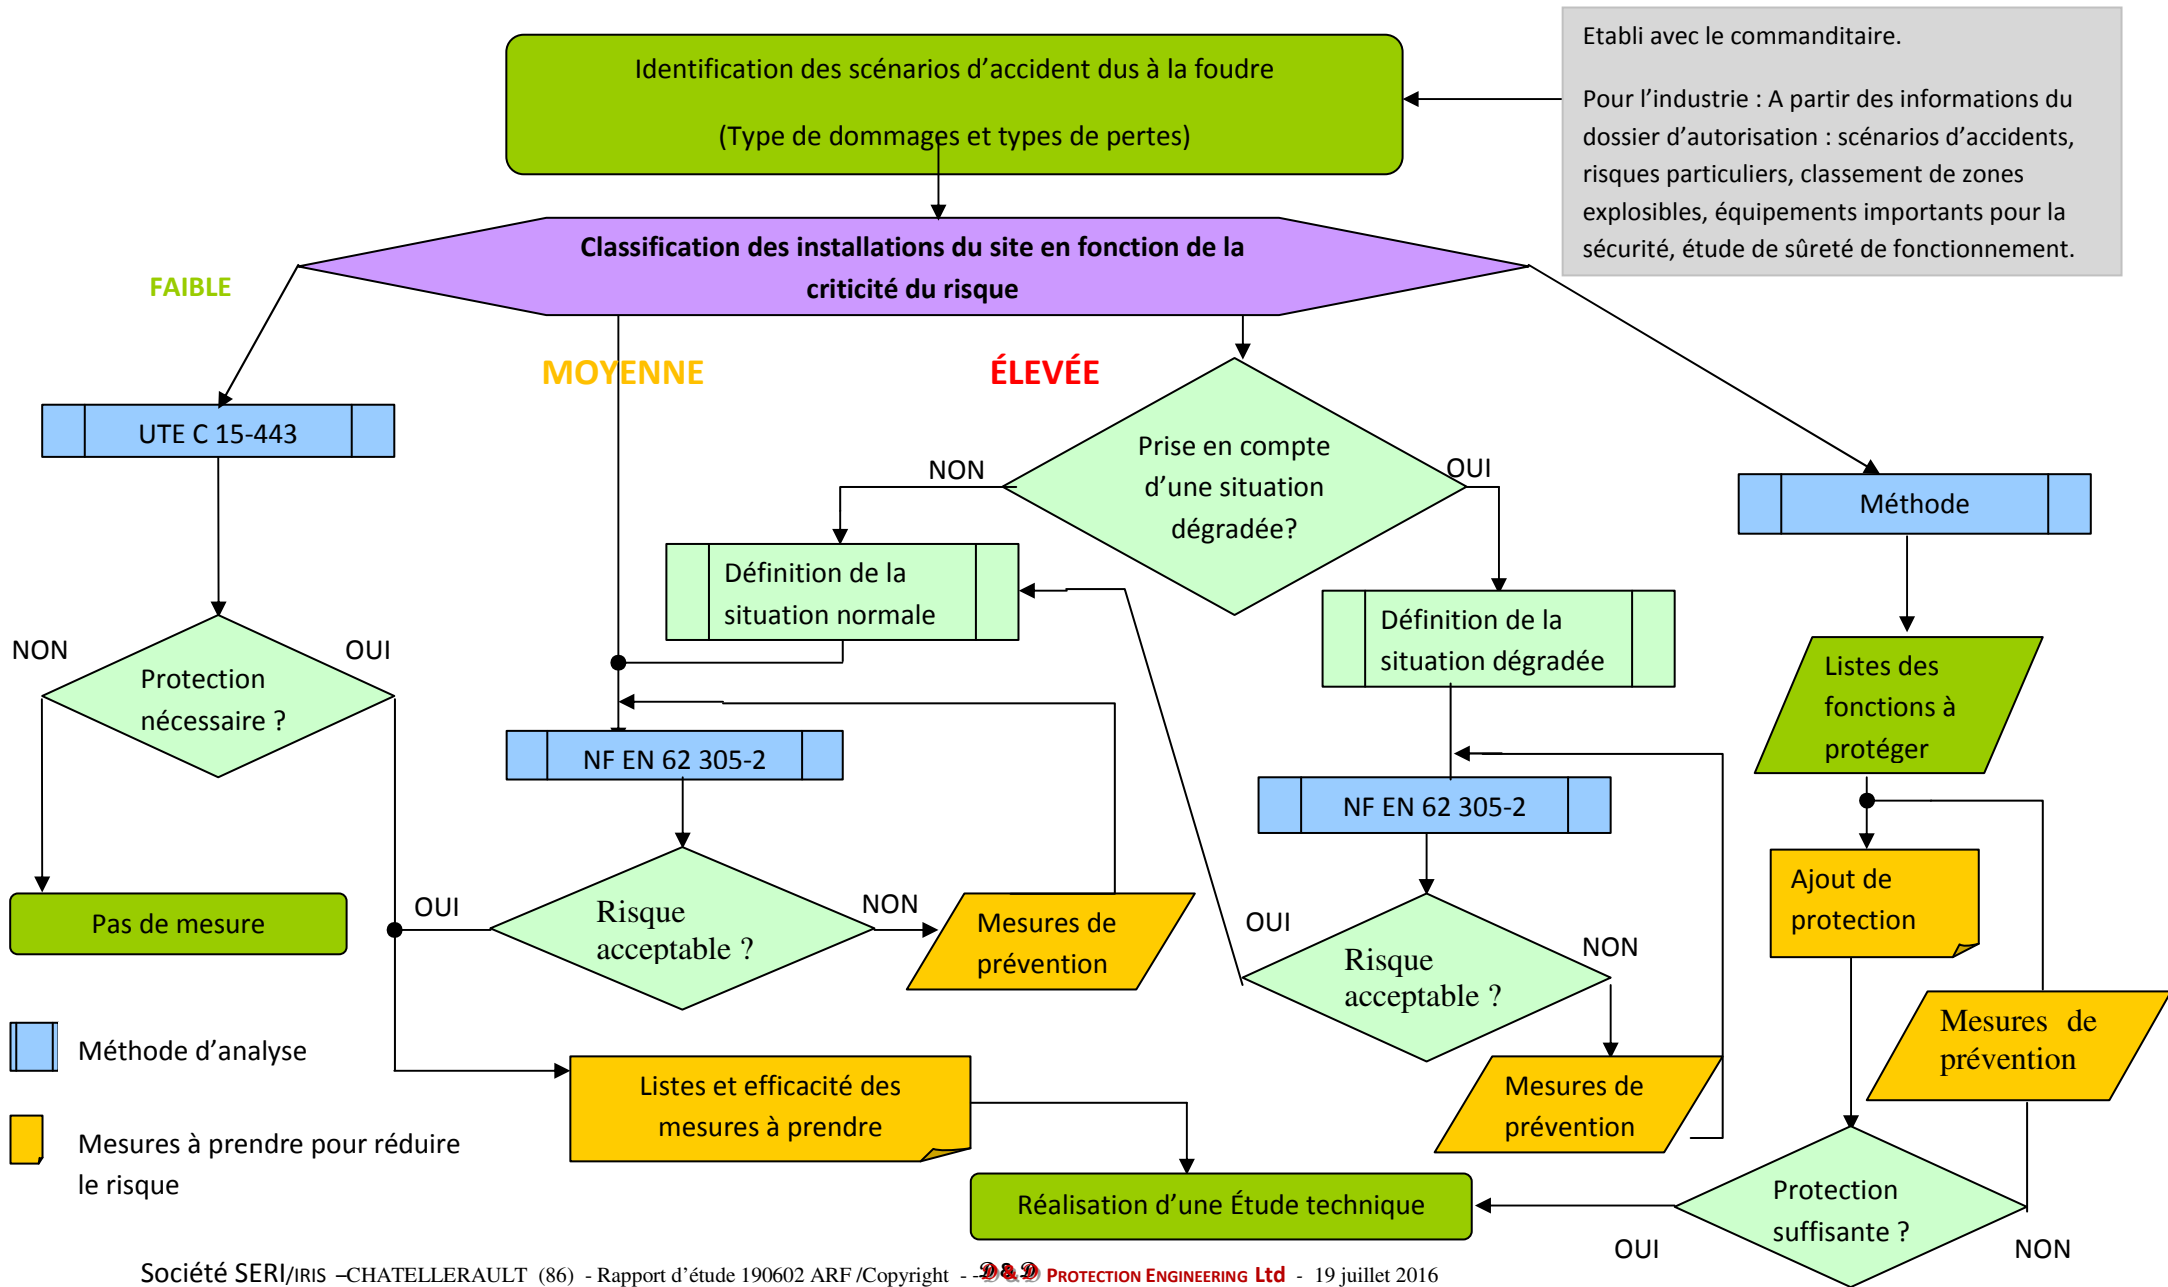 Etabli avec le commanditaire.
Pour l'industrie : A partir des informations du
dossier d'autorisation : scénarios d'accidents,
risques particuliers, classement de zones
explosibles, équipements importants pour la
sécurité, étude de sûreté de fonctionnement.
Identification des scénarios d'accident dus à la foudre
(Type de dommages et types de pertes)
Classification des installations du site en fonction de la
criticité du risque
FAIBLE
MOYENNE
ÉLEVÉE
UTE C 15-443
Prise en compte
d'une situation
dégradée?
NON
OUI
Méthode
Définition de la
situation normale
Définition de la
situation dégradée
NON
OUI
Protection
nécessaire ?
Listes des
fonctions à
protéger
NF EN 62 305-2
NF EN 62 305-2
Ajout de
protection
Pas de mesure
OUI
Risque
acceptable ?
NON
Mesures de
prévention
OUI
Risque
acceptable ?
NON
Mesures de
prévention
Méthode d'analyse
Listes et efficacité des
mesures à prendre
Mesures de
prévention
Mesures à prendre pour réduire
le risque
Réalisation d'une Étude technique
Protection
suffisante ?
OUI
NON
Société SERI/IRIS –CHATELLERAULT (86) - Rapport d'étude 190602 ARF /Copyright - -D & D PROTECTION ENGINEERING Ltd - 19 juillet 2016